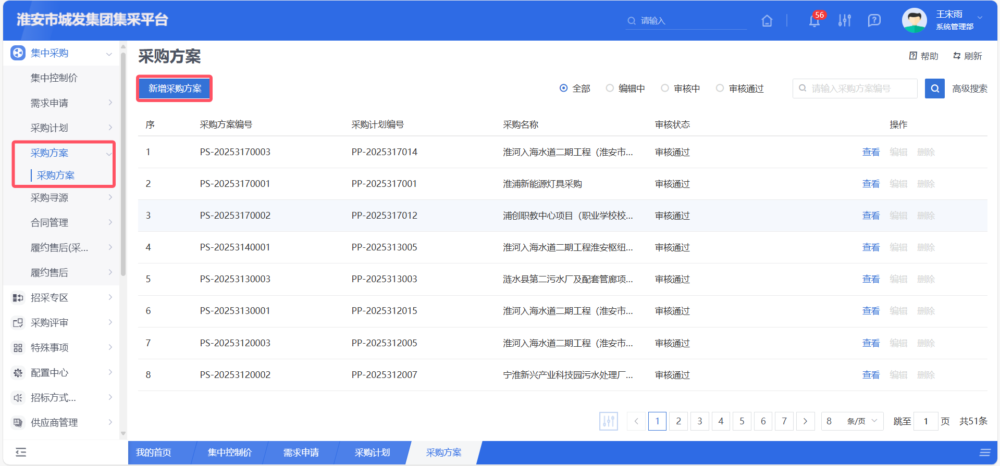 淮安市城发集团集采平台
请输入
56
王宋雨
系统管理部
集中采购
集中控制价
需求申请
采购计划
采购方案
采购方案
采购寻源
合同管理
履约售后(采...
履约售后
招采专区
采购评审
特殊事项
配置中心
招标方式...
供应商管理
采购方案
帮助 刷新
新增采购方案
全部 编辑中 审核中 审核通过 请输入采购方案编号 高级搜索
序 采购方案编号 采购计划编号 采购名称 审核状态 操作
1 PS-20253170003 PP-2025317014 淮河入海水道二期工程（淮安市... 审核通过 查看 编辑 删除
2 PS-20253170001 PP-2025317001 淮浦新能源灯具采购 审核通过 查看 编辑 删除
3 PS-20253170002 PP-2025317012 浦创职教中心项目（职业学校校... 审核通过 查看 编辑 删除
4 PS-20253140001 PP-2025313005 淮河入海水道二期工程淮安枢纽... 审核通过 查看 编辑 删除
5 PS-20253130003 PP-2025313003 涟水县第二污水厂及配套管廊项... 审核通过 查看 编辑 删除
6 PS-20253130001 PP-2025312015 淮河入海水道二期工程（淮安市... 审核通过 查看 编辑 删除
7 PS-20253120003 PP-2025312005 淮河入海水道二期工程（淮安市... 审核通过 查看 编辑 删除
8 PS-20253120002 PP-2025312007 宁淮新兴产业科技园污水处理厂... 审核通过 查看 编辑 删除
1 2 3 4 5 6 7 8 条/页 跳至 1 页 共51条
我的首页 集中控制价 需求申请 采购计划 采购方案